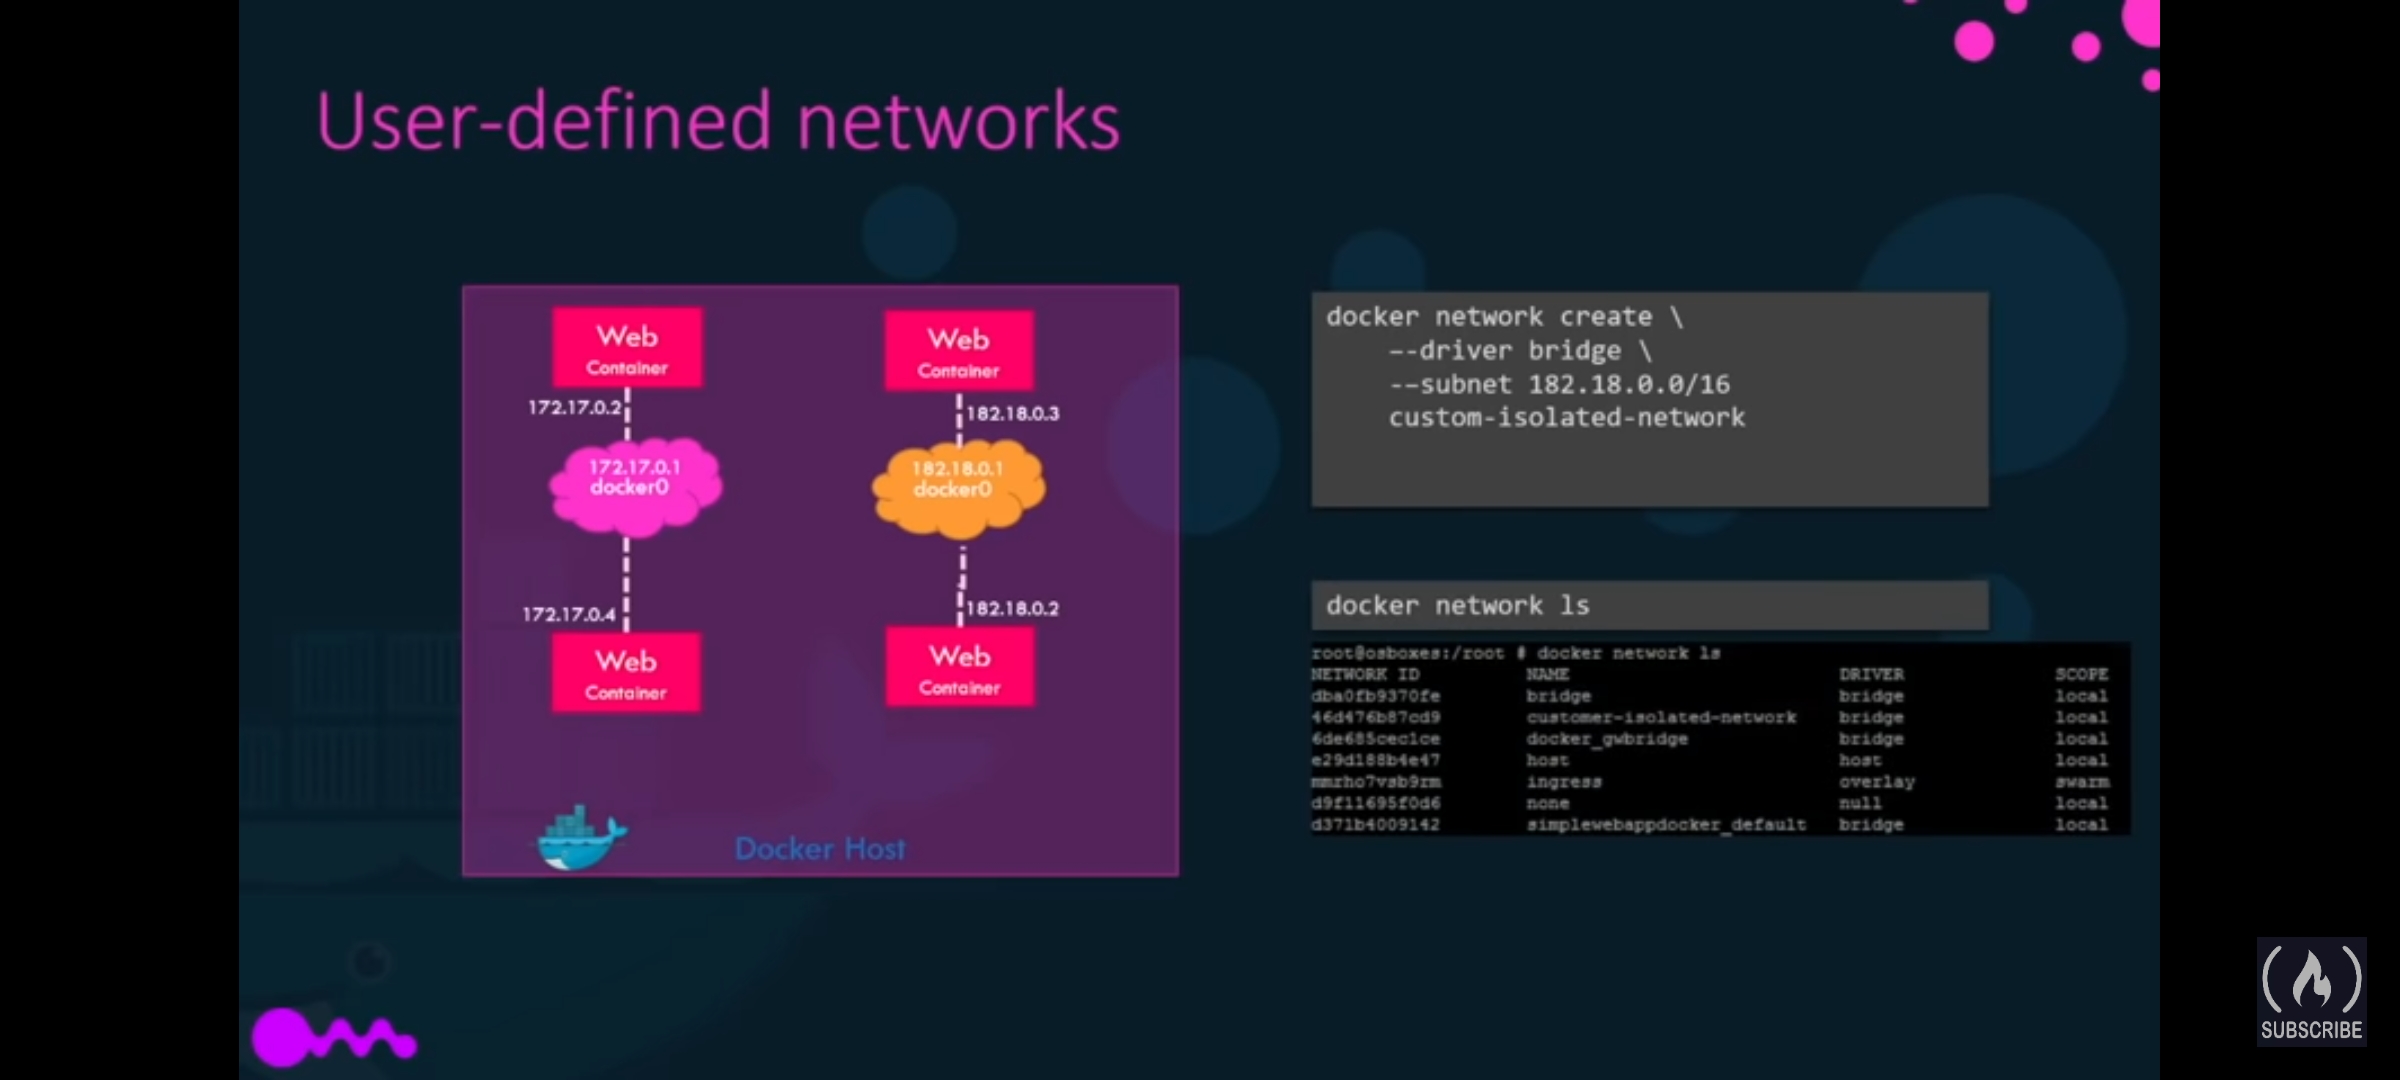 User-defined networks
Web
Container
172.17.0.2
172.17.0.1
docker0
172.17.0.4
Web
Container
Web
Container
182.18.0.3
182.18.0.1
docker0
182.18.0.2
Web
Container
Docker Host
docker network create \
--driver bridge \
--subnet 182.18.0.0/16
custom-isolated-network
docker network ls
root@osboxes:/root # docker network ls
NETWORK ID NAME DRIVER SCOPE
dba0fb9370fe bridge bridge local
46d476b87cd9 customer-isolated-network bridge local
6de685cec1ce docker_gwbridge bridge local
e29d188b4e47 host host local
mmrho7vsb9rm ingress overlay swarm
d9f11695f0d6 none null local
d371b4009142 simplewebappdocker_default bridge local
SUBSCRIBE